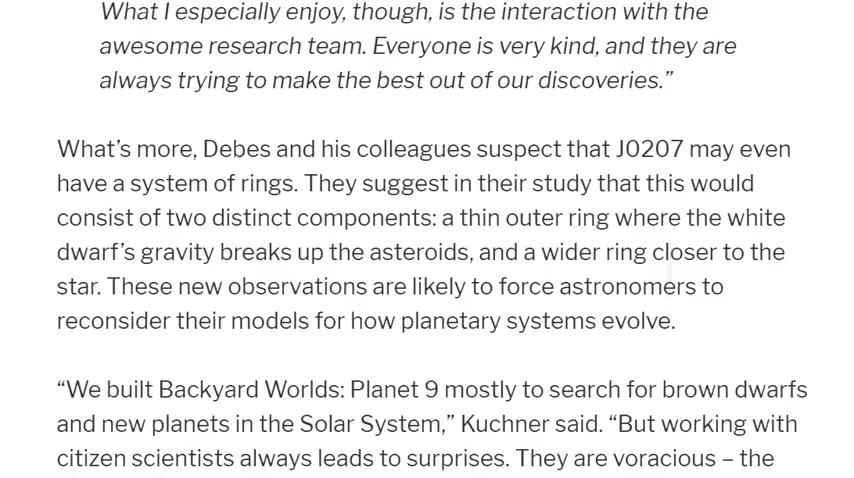 What I especially enjoy, though, is the interaction with the
awesome research team. Everyone is very kind, and they are
always trying to make the best out of our discoveries.”
What’s more, Debes and his colleagues suspect that J0207 may even
have a system of rings. They suggest in their study that this would
consist of two distinct components: a thin outer ring where the white
dwarf’s gravity breaks up the asteroids, and a wider ring closer to the
star. These new observations are likely to force astronomers to
reconsider their models for how planetary systems evolve.
“We built Backyard Worlds: Planet 9 mostly to search for brown dwarfs
and new planets in the Solar System,” Kuchner said. “But working with
citizen scientists always leads to surprises. They are voracious – the